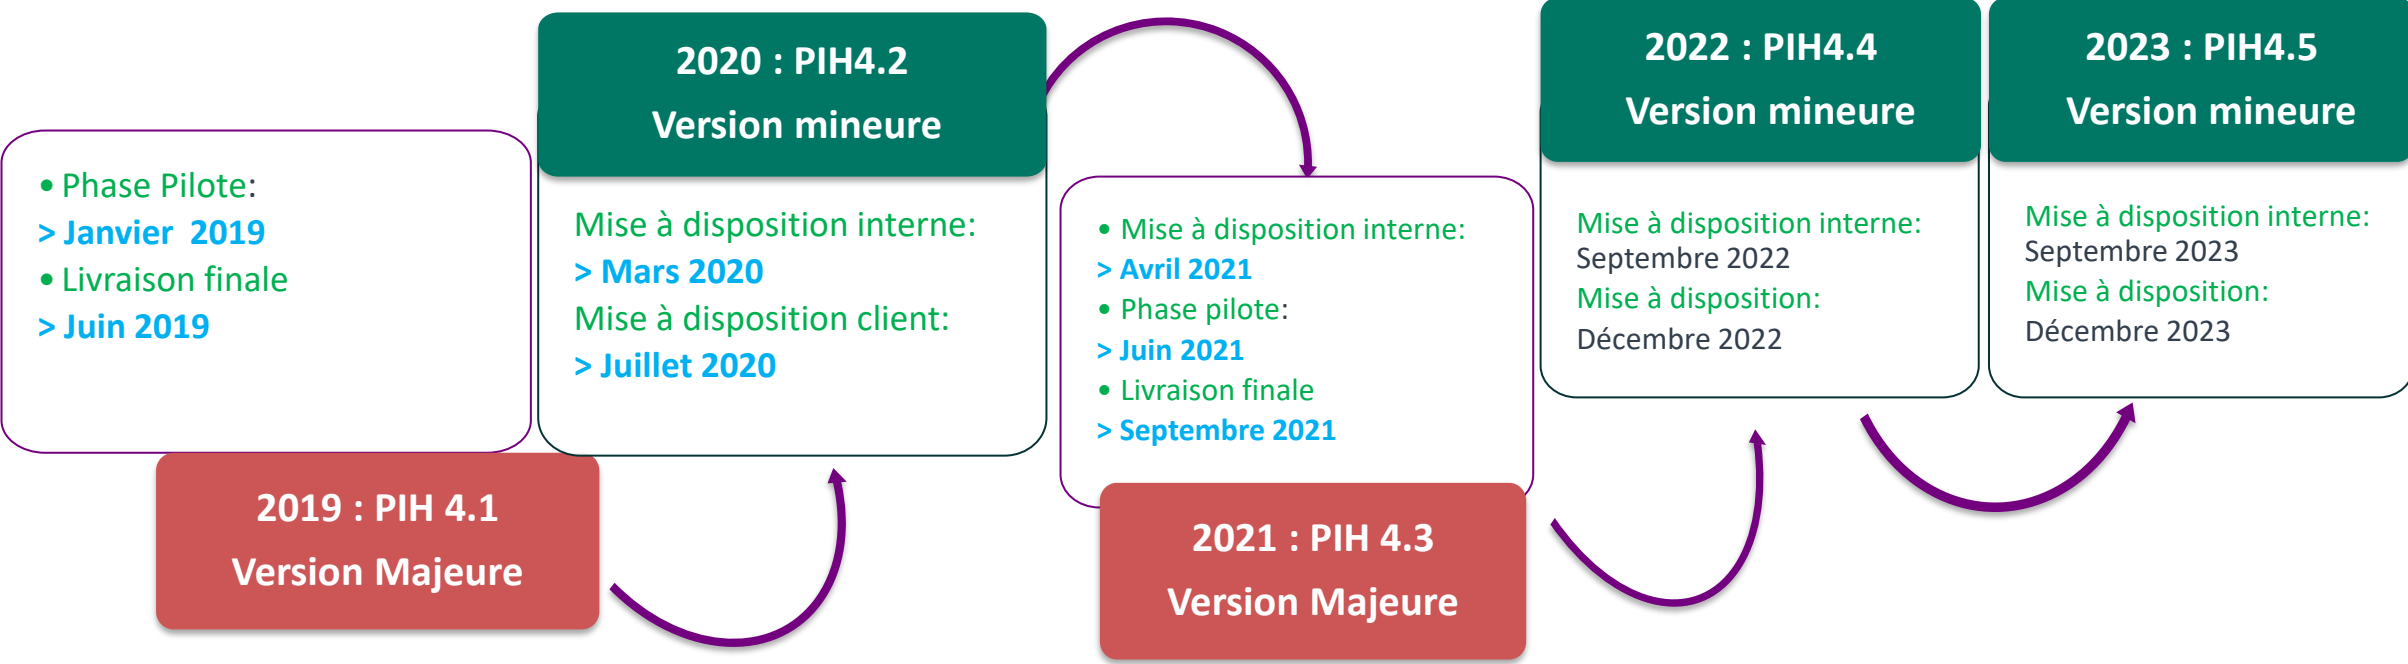 • Phase Pilote:
> Janvier 2019
• Livraison finale
> Juin 2019
2019 : PIH 4.1
Version Majeure
2020 : PIH4.2
Version mineure
Mise à disposition interne:
> Mars 2020
Mise à disposition client:
> Juillet 2020
• Mise à disposition interne:
> Avril 2021
• Phase pilote:
> Juin 2021
• Livraison finale
> Septembre 2021
2021 : PIH 4.3
Version Majeure
2022 : PIH4.4
Version mineure
Mise à disposition interne:
Septembre 2022
Mise à disposition:
Décembre 2022
2023 : PIH4.5
Version mineure
Mise à disposition interne:
Septembre 2023
Mise à disposition:
Décembre 2023